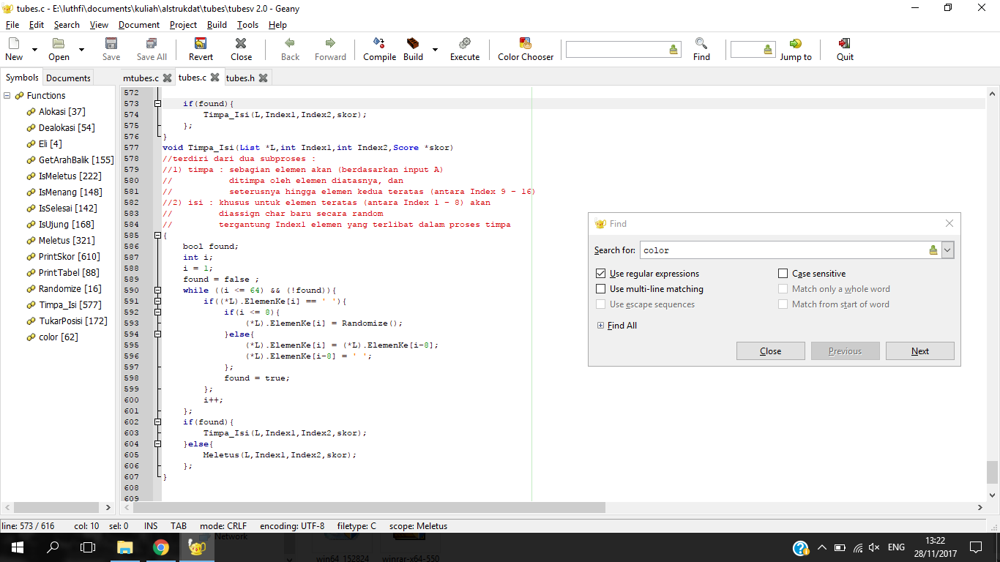 tubes.c - E:\luthfi\documents\kuliah\alstrukdat\tubes\tubesv 2.0 - Geany
File Edit Search View Document Project Build Tools Help
New Open Save Save All Revert Close Back Forward Compile Build Execute Color Chooser Find Jump to Quit
Symbols Documents mtubes.c tubes.c tubes.h
Functions
Alokasi [37]
Dealokasi [54]
Eli [4]
GetArahBalik [155]
IsMeletus [222]
IsMenang [148]
IsSelesai [142]
IsUjung [168]
Meletus [321]
PrintSkor [610]
PrintTabel [88]
Randomize [16]
Timpa_Isi [577]
TukarPosisi [172]
color [62]
572
573 if(found){
574 Timpa_Isi(L,Index1,Index2,skor);
575 };
576 }
577 void Timpa_Isi(List *L,int Index1,int Index2,Score *skor)
578 //terdiri dari dua subproses :
579 //1) timpa : sebagian elemen akan (berdasarkan input A)
580 // ditimpa oleh elemen diatasnya, dan
581 // seterusnya hingga elemen kedua teratas (antara Index 9 - 16)
582 //2) isi : khusus untuk elemen teratas (antara Index 1 - 8) akan
583 // diassign char baru secara random
584 // tergantung Index1 elemen yang terlibat dalam proses timpa
585 {
586 bool found;
587 int i;
588 i = 1;
589 found = false ;
590 while ((i <= 64) && (!found)){
591 if((*L).ElemenKe[i] == ' '){
592 if(i <= 8){
593 (*L).ElemenKe[i] = Randomize();
594 }else{
595 (*L).ElemenKe[i] = (*L).ElemenKe[i-8];
596 (*L).ElemenKe[i-8] = ' ';
597 };
598 found = true;
599 };
600 i++;
601 };
602 if(found){
603 Timpa_Isi(L,Index1,Index2,skor);
604 }else{
605 Meletus(L,Index1,Index2,skor);
606 };
607 }
608
609
Find
Search for: color
Use regular expressions Case sensitive
Use multi-line matching Match only a whole word
Use escape sequences Match from start of word
Find All
Close Previous Next
line: 573 / 616 col: 10 sel: 0 INS TAB mode: CRLF encoding: UTF-8 filetype: C scope: Meletus
Network
win64_152824 winrar-x64-550
ENG
13:22
28/11/2017